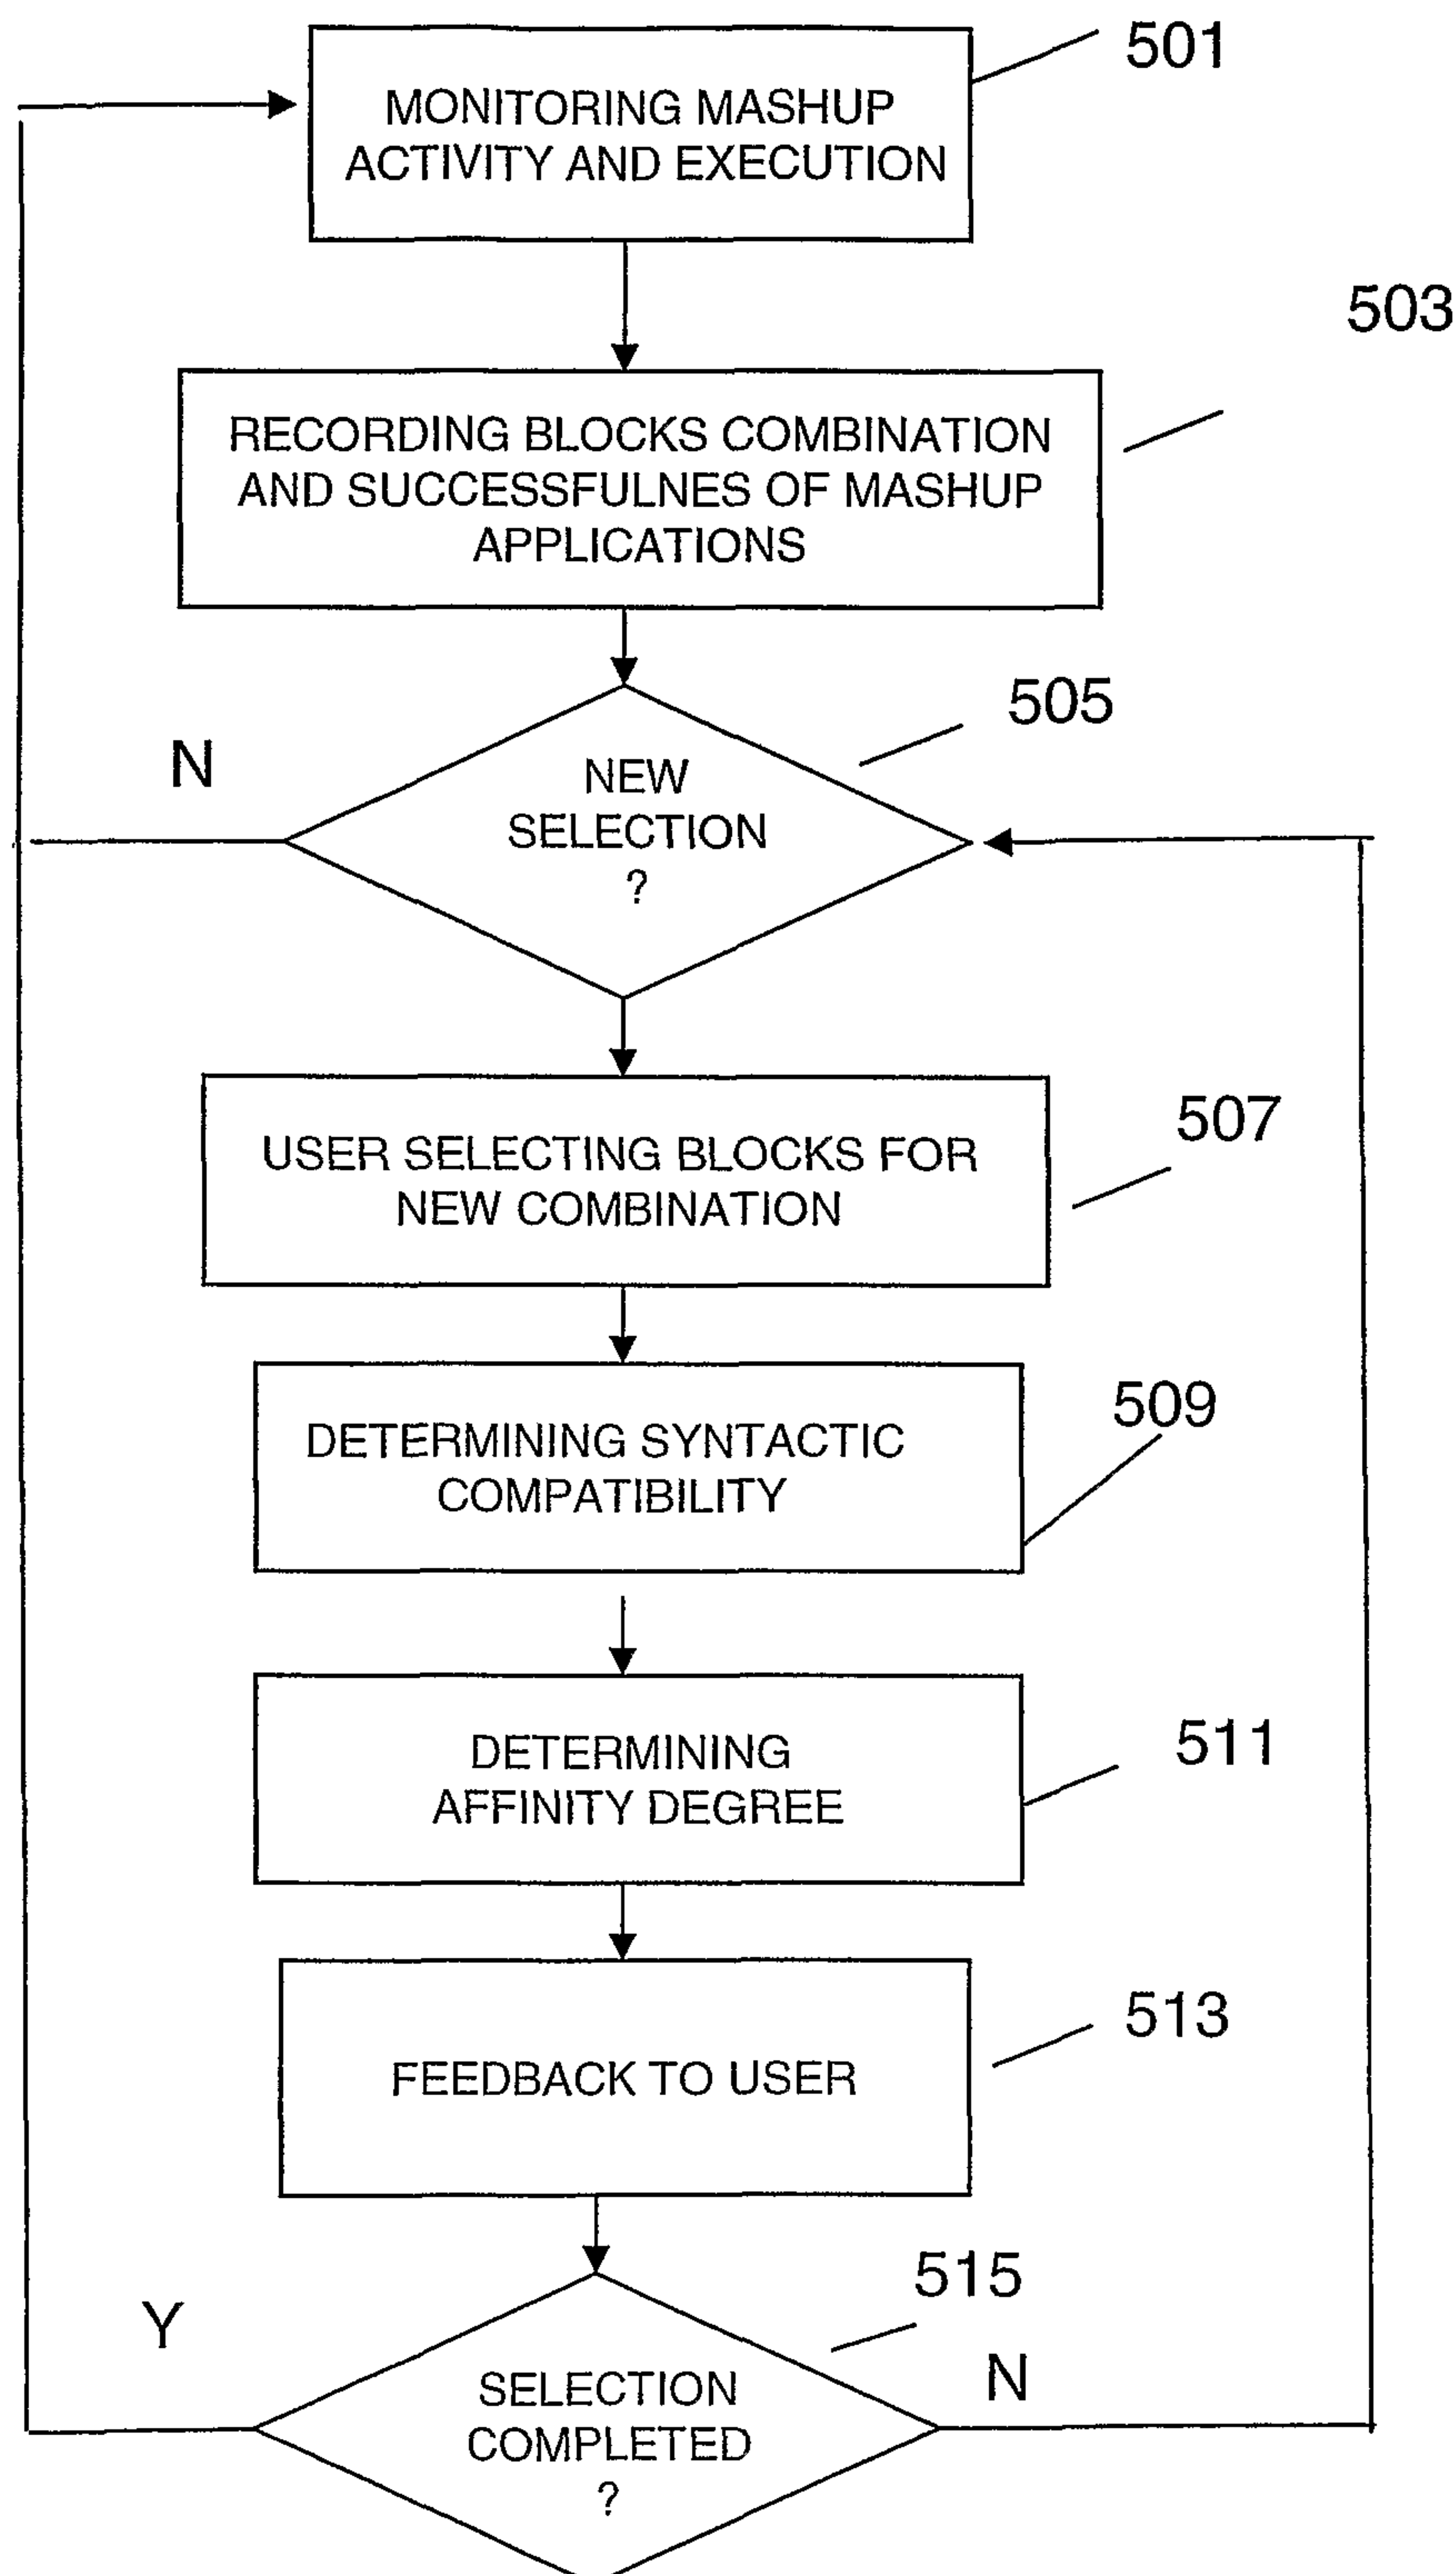 501
MONITORING MASHUP
ACTIVITY AND EXECUTION
503
RECORDING BLOCKS COMBINATION
AND SUCCESSFULNES OF MASHUP
APPLICATIONS
505
N
NEW
SELECTION
?
507
USER SELECTING BLOCKS FOR
NEW COMBINATION
509
DETERMINING SYNTACTIC
COMPATIBILITY
511
DETERMINING
AFFINITY DEGREE
513
FEEDBACK TO USER
515
Y
N
SELECTION
COMPLETED
?